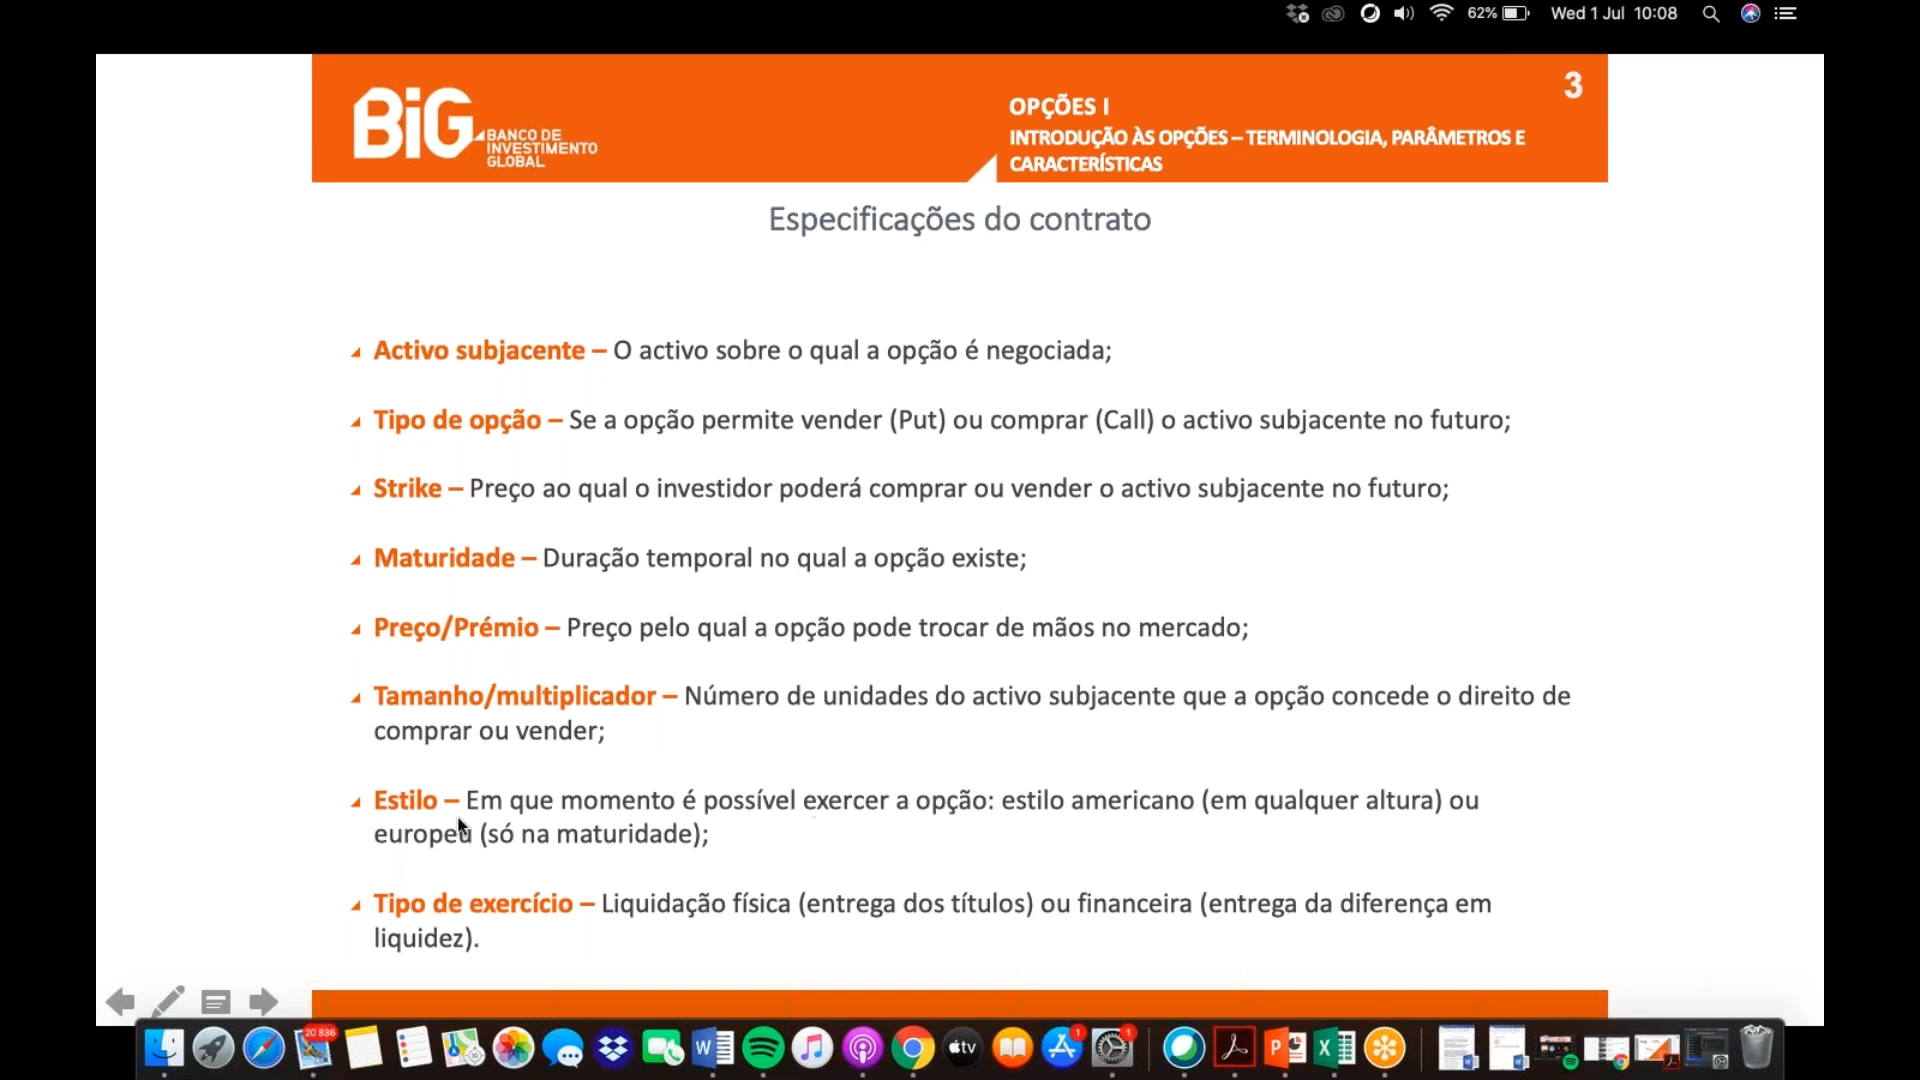 62% Wed 1 Jul 10:08
BiG
BANCO DE
INVESTIMENTO
GLOBAL
OPÇÕES I
INTRODUÇÃO ÀS OPÇÕES – TERMINOLOGIA, PARÂMETROS E
CARACTERÍSTICAS
3
Especificações do contrato
Activo subjacente – O activo sobre o qual a opção é negociada;
Tipo de opção – Se a opção permite vender (Put) ou comprar (Call) o activo subjacente no futuro;
Strike – Preço ao qual o investidor poderá comprar ou vender o activo subjacente no futuro;
Maturidade – Duração temporal no qual a opção existe;
Preço/Prémio – Preço pelo qual a opção pode trocar de mãos no mercado;
Tamanho/multiplicador – Número de unidades do activo subjacente que a opção concede o direito de
comprar ou vender;
Estilo – Em que momento é possível exercer a opção: estilo americano (em qualquer altura) ou
europeu (só na maturidade);
Tipo de exercício – Liquidação física (entrega dos títulos) ou financeira (entrega da diferença em
liquidez).
20 836
tv
1
1